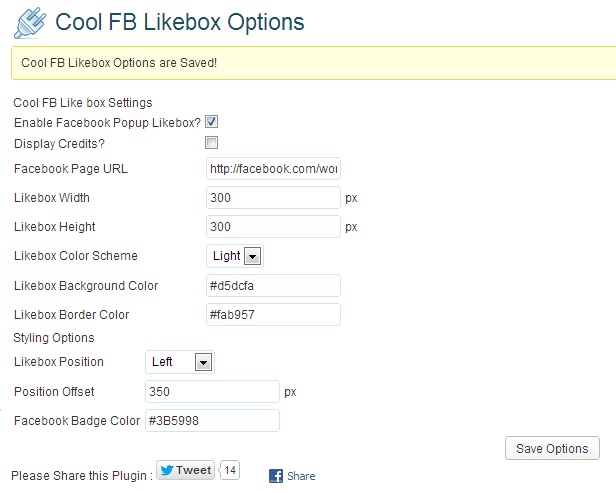 Cool FB Likebox Options
Cool FB Likebox Options are Saved!
Cool FB Like box Settings
Enable Facebook Popup Likebox?
Display Credits?
Facebook Page URL http://facebook.com/wor
Likebox Width 300 px
Likebox Height 300 px
Likebox Color Scheme Light
Likebox Background Color #d5dcfa
Likebox Border Color #fab957
Styling Options
Likebox Position Left
Position Offset 350 px
Facebook Badge Color #3B5998
Save Options
Please Share this Plugin : Tweet 14 Share